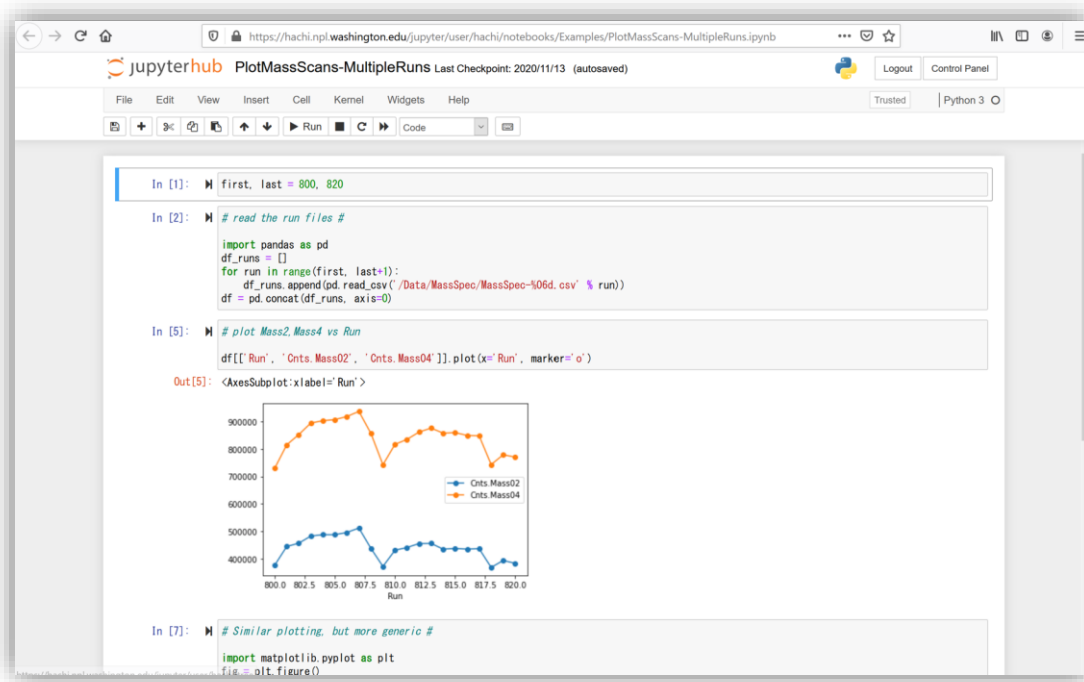 https://hachi.npl.washington.edu/jupyter/user/hachi/notebooks/Examples/PlotMassScans-MultipleRuns.ipynb
jupyterhub PlotMassScans-MultipleRuns Last Checkpoint: 2020/11/13 (autosaved) Logout Control Panel
File Edit View Insert Cell Kernel Widgets Help Trusted Python 3
Run Code
In [1]: first, last = 800, 820
In [2]: # read the run files #
import pandas as pd
df_runs = []
for run in range(first, last+1):
df_runs.append(pd.read_csv('/Data/MassSpec/MassSpec-%06d.csv' % run))
df = pd.concat(df_runs, axis=0)
In [5]: # plot Mass2,Mass4 vs Run
df[['Run', 'Cnts.Mass02', 'Cnts.Mass04']].plot(x='Run', marker='o')
Out[5]: <AxesSubplot:xlabel='Run'>
900000
800000
700000
600000
500000
400000
Cnts.Mass02
Cnts.Mass04
800.0 802.5 805.0 807.5 810.0 812.5 815.0 817.5 820.0
Run
In [7]: # Similar plotting, but more generic #
import matplotlib.pyplot as plt
fig = plt.figure()